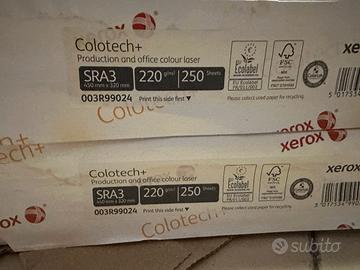 Colotech+
Production and office colour laser
SRA3
450 mm x 320 mm
220 g/m²
250 Sheets
003R99024
Print this side first
EU Ecolabel
FSC
Please collect used paper for recycling.
xerox
xerox
Colotech+
Production and office colour laser
SRA3
450 mm x 320 mm
220 g/m²
250 Sheets
003R99024
Print this side first
Ecolabel
FSC
Please collect used paper for recycling.
xerox
Colotech
subito